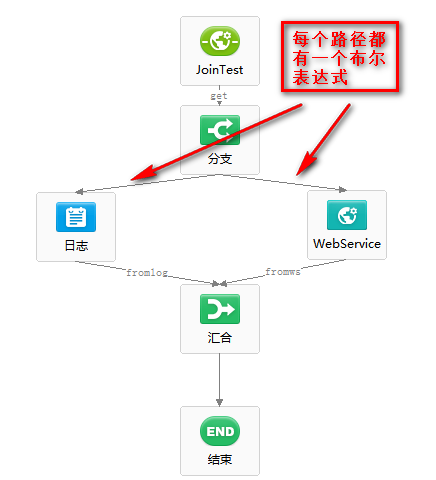 每个路径都
有一个布尔
表达式
JoinTest
get
分支
日志
WebService
fromlog
fromws
汇合
END
结束